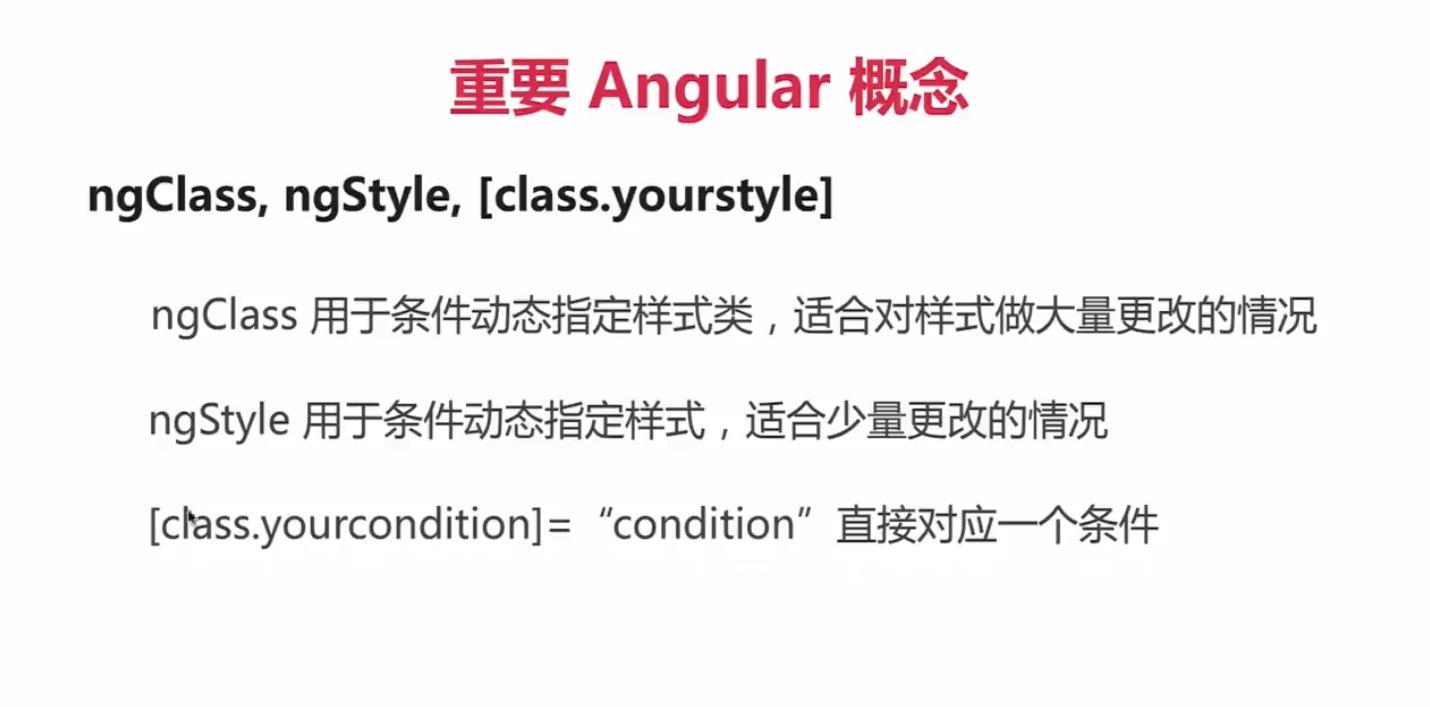 重要 Angular 概念
ngClass, ngStyle, [class.yourstyle]
ngClass 用于条件动态指定样式类，适合对样式做大量更改的情况
ngStyle 用于条件动态指定样式，适合少量更改的情况
[class.yourcondition]=“condition”直接对应一个条件